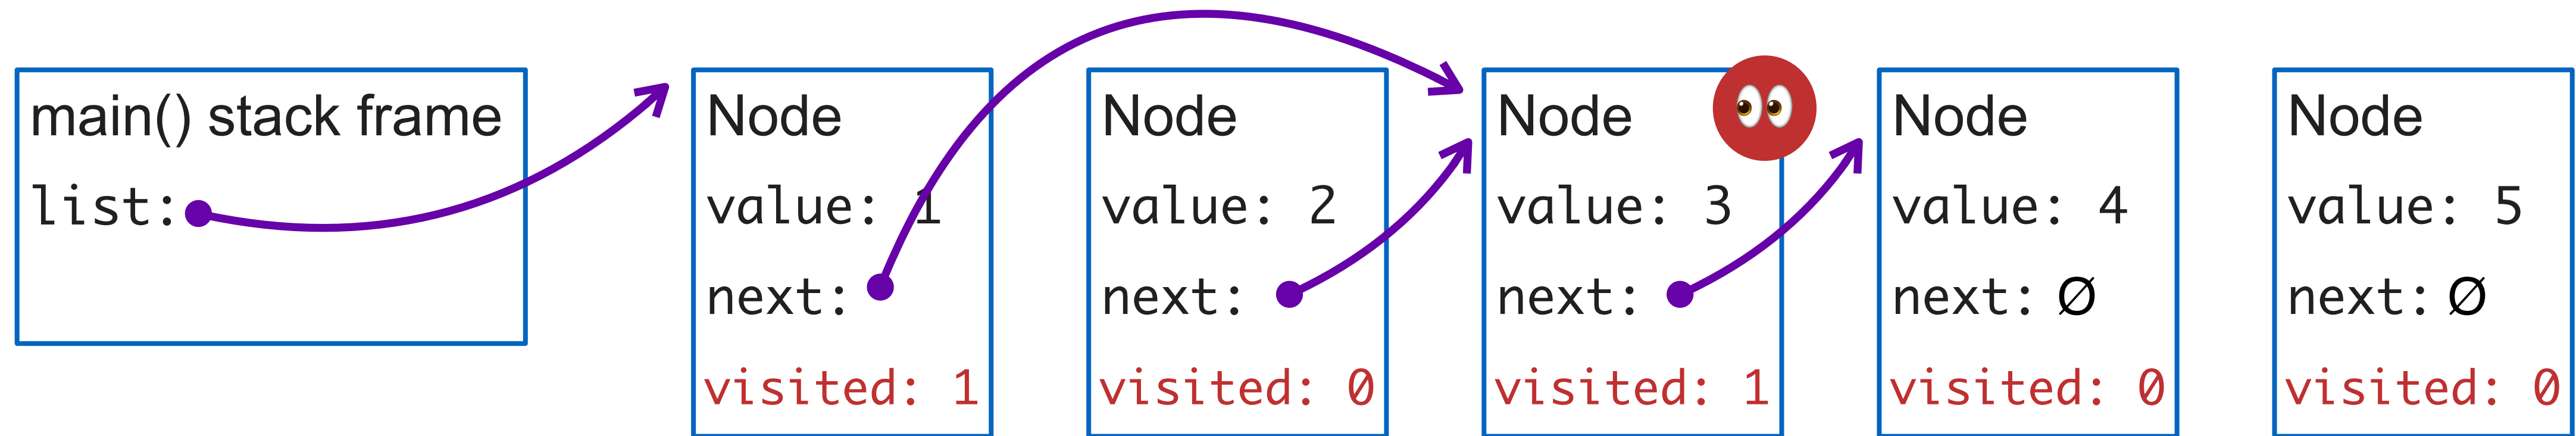 main() stack frame
list:
Node
value: 1
next:
visited: 1
Node
value: 2
next:
visited: 0
Node
value: 3
next:
visited: 1
Node
value: 4
next: Ø
visited: 0
Node
value: 5
next: Ø
visited: 0